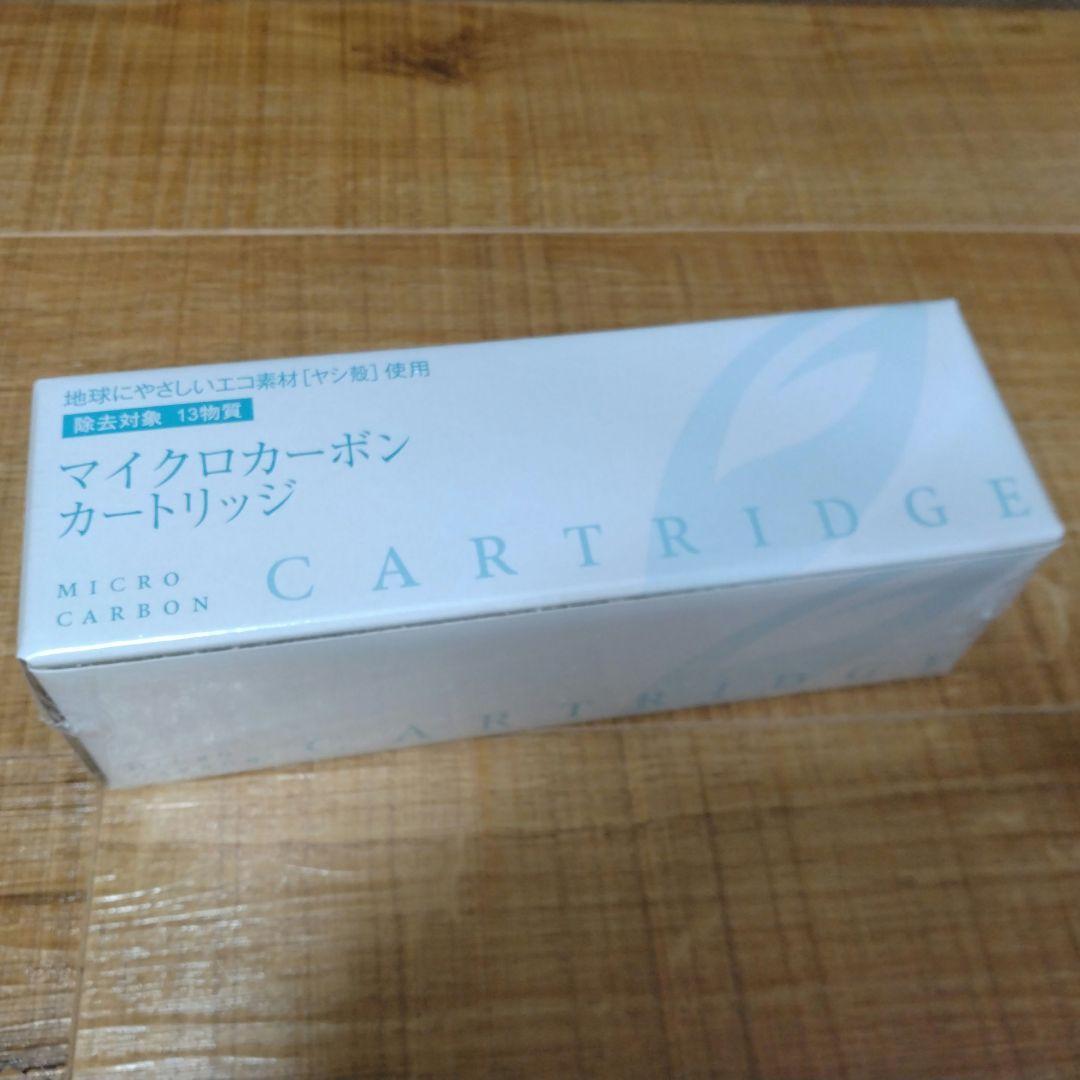 地球にやさしいエコ素材[ヤシ殻]使用
除去対象 13物質
マイクロカーボン
カートリッジ
MICRO
CARBON
CARTRIDGE
CARTRIDGE